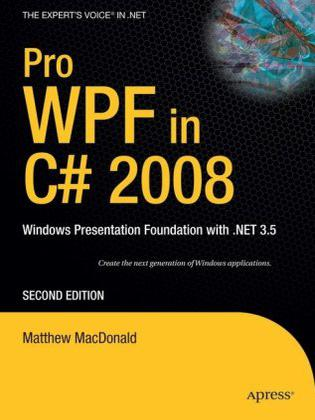 THE EXPERT'S VOICE® IN .NET
Pro
WPF in
C# 2008
Windows Presentation Foundation with .NET 3.5
Create the next generation of Windows applications.
SECOND EDITION
Matthew MacDonald
Apress®